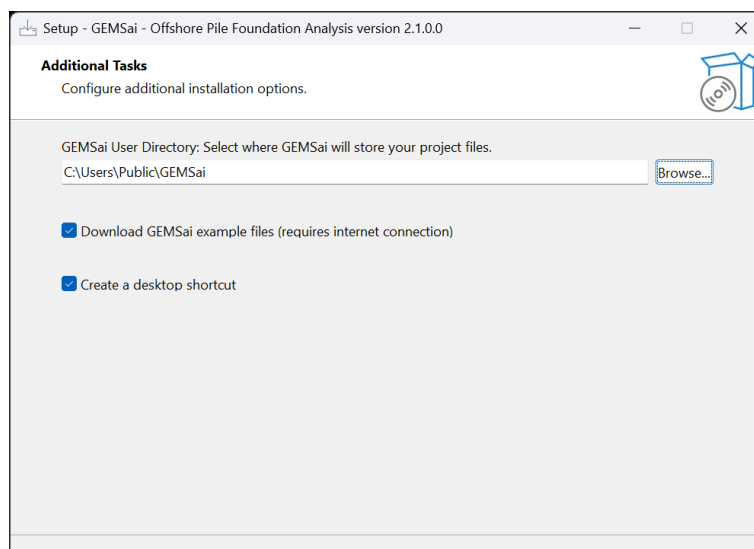 Setup - GEMSai - Offshore Pile Foundation Analysis version 2.1.0.0
Additional Tasks
Configure additional installation options.
GEMSai User Directory: Select where GEMSai will store your project files.
C:\Users\Public\GEMSai
Browse...
Download GEMSai example files (requires internet connection)
Create a desktop shortcut